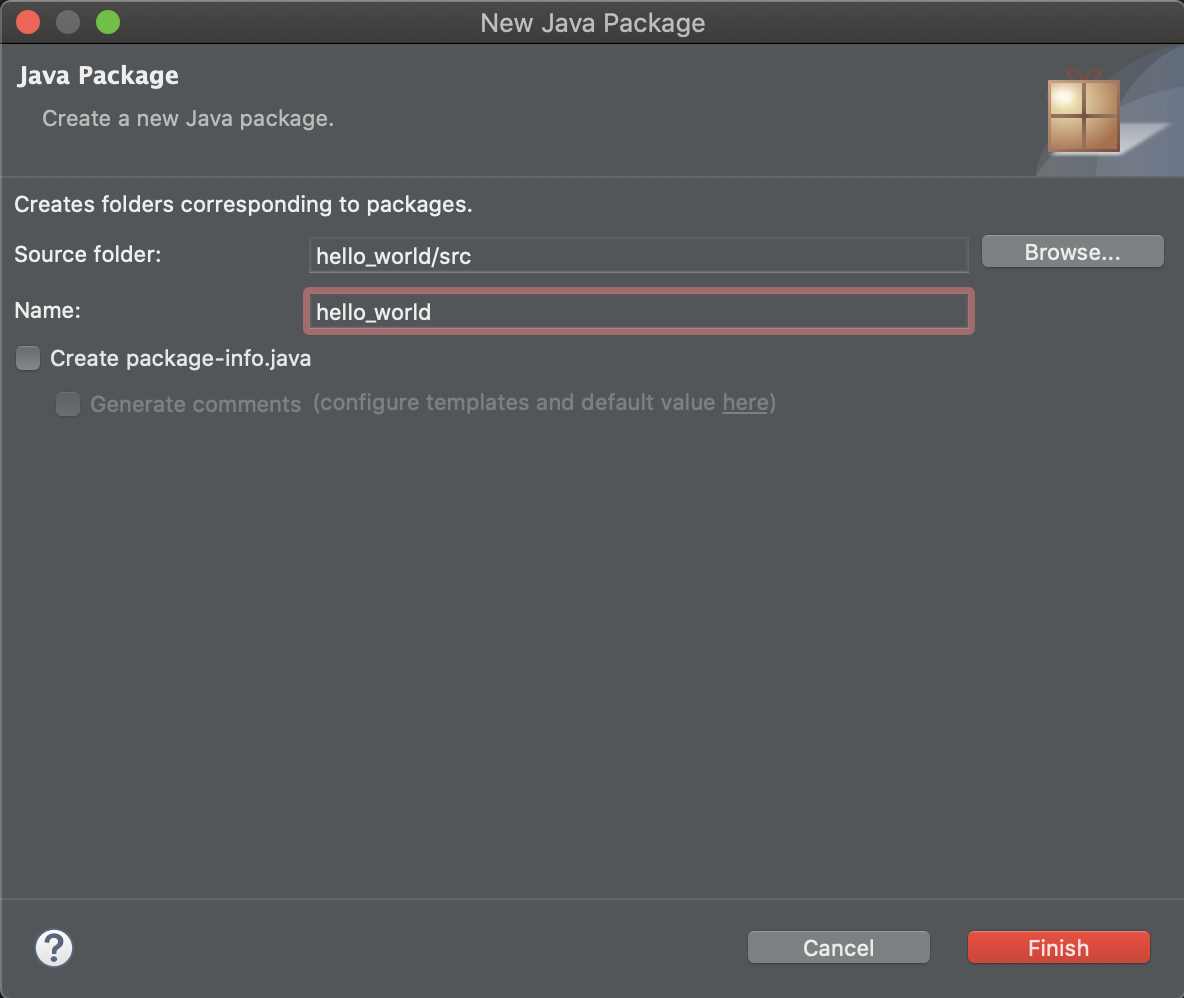 New Java Package
Java Package
Create a new Java package.
Creates folders corresponding to packages.
Source folder: hello_world/src Browse...
Name: hello_world
Create package-info.java
Generate comments (configure templates and default value here)
? Cancel Finish